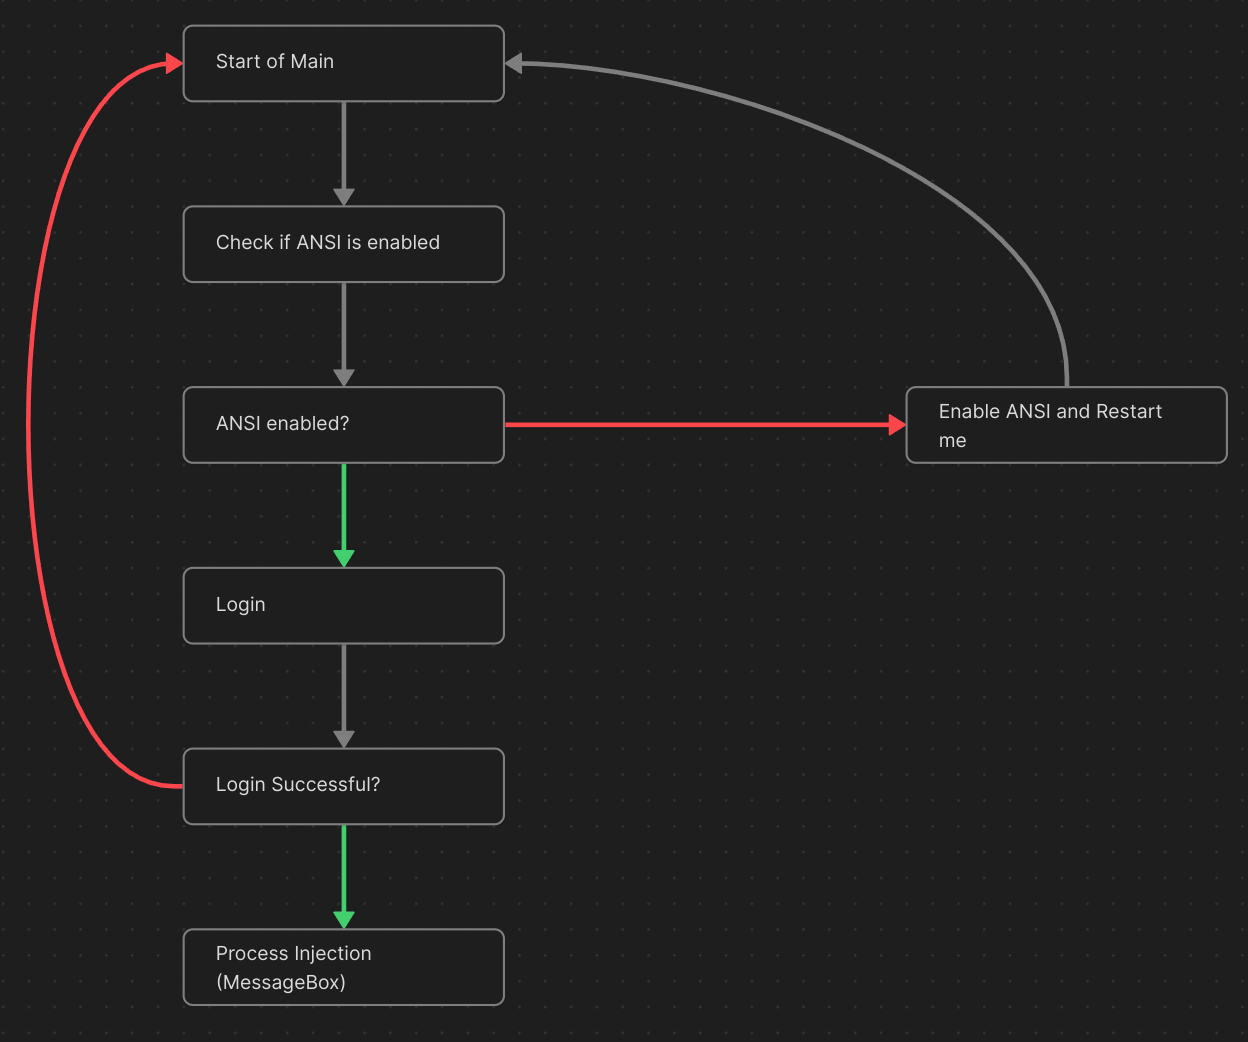 Start of Main
Check if ANSI is enabled
ANSI enabled?
Enable ANSI and Restart
me
Login
Login Successful?
Process Injection
(MessageBox)